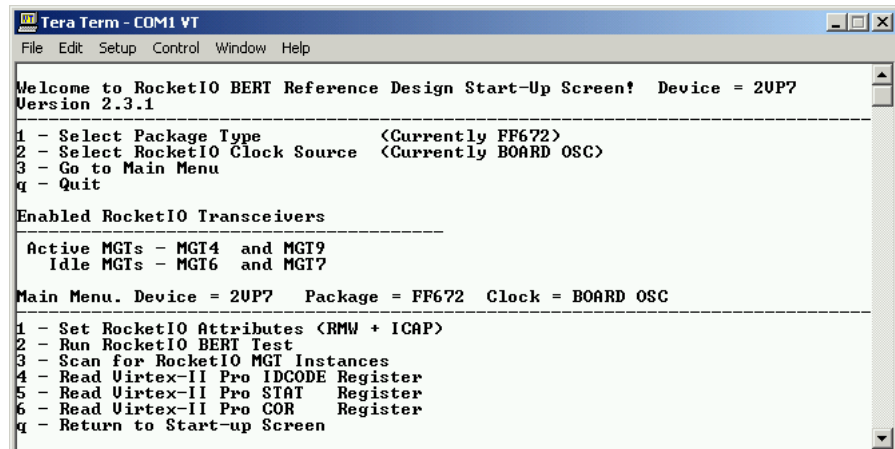 Tera Term - COM1 VT
File Edit Setup Control Window Help
Welcome to RocketIO BERT Reference Design Start-Up Screen! Device = 2VP7
Version 2.3.1
1 - Select Package Type (Currently FF672)
2 - Select RocketIO Clock Source (Currently BOARD OSC)
3 - Go to Main Menu
q - Quit
Enabled RocketIO Transceivers
Active MGTs - MGT4 and MGT9
Idle MGTs - MGT6 and MGT7
Main Menu. Device = 2VP7 Package = FF672 Clock = BOARD OSC
1 - Set RocketIO Attributes (RMW + ICAP)
2 - Run RocketIO BERT Test
3 - Scan for RocketIO MGT Instances
4 - Read Virtex-II Pro IDCODE Register
5 - Read Virtex-II Pro STAT Register
6 - Read Virtex-II Pro COR Register
q - Return to Start-up Screen